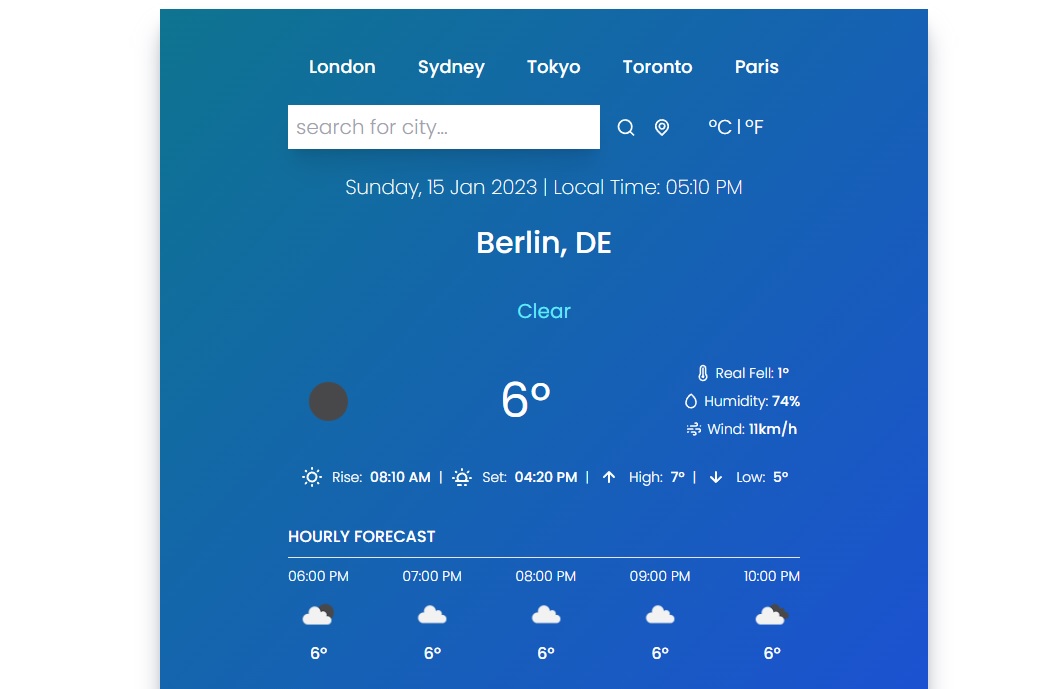 London Sydney Tokyo Toronto Paris
search for city... °C | °F
Sunday, 15 Jan 2023 | Local Time: 05:10 PM
Berlin, DE
Clear
Real Fell: 1°
6° Humidity: 74%
Wind: 11km/h
Rise: 08:10 AM | Set: 04:20 PM | High: 7° | Low: 5°
HOURLY FORECAST
06:00 PM 07:00 PM 08:00 PM 09:00 PM 10:00 PM
6° 6° 6° 6° 6°